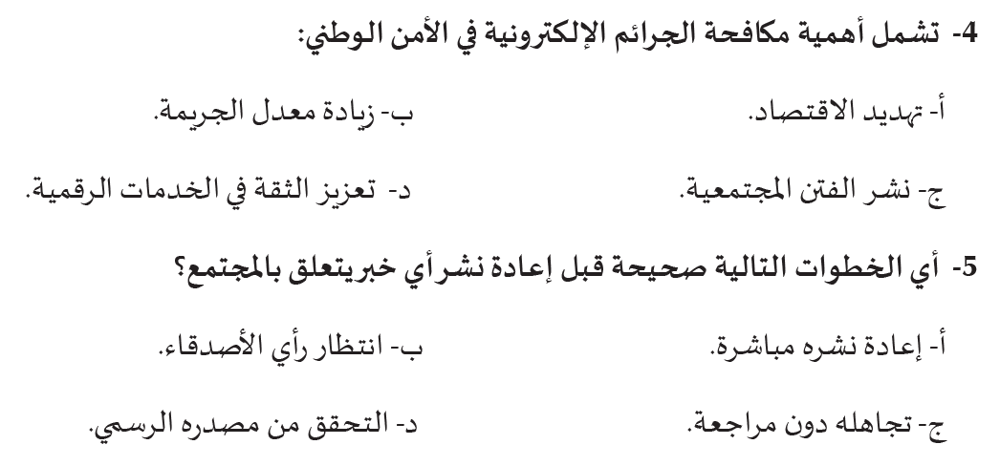 4- تشمل أهمية مكافحة الجرائم الإلكترونية في الأمن الوطني:
أ- تهديد الاقتصاد. ب- زيادة معدل الجريمة.
ج- نشر الفتن المجتمعية. د- تعزيز الثقة في الخدمات الرقمية.
5- أي الخطوات التالية صحيحة قبل إعادة نشر أي خبر يتعلق بالمجتمع؟
أ- إعادة نشره مباشرة. ب- انتظار رأي الأصدقاء.
ج- تجاهله دون مراجعة. د- التحقق من مصدره الرسمي.